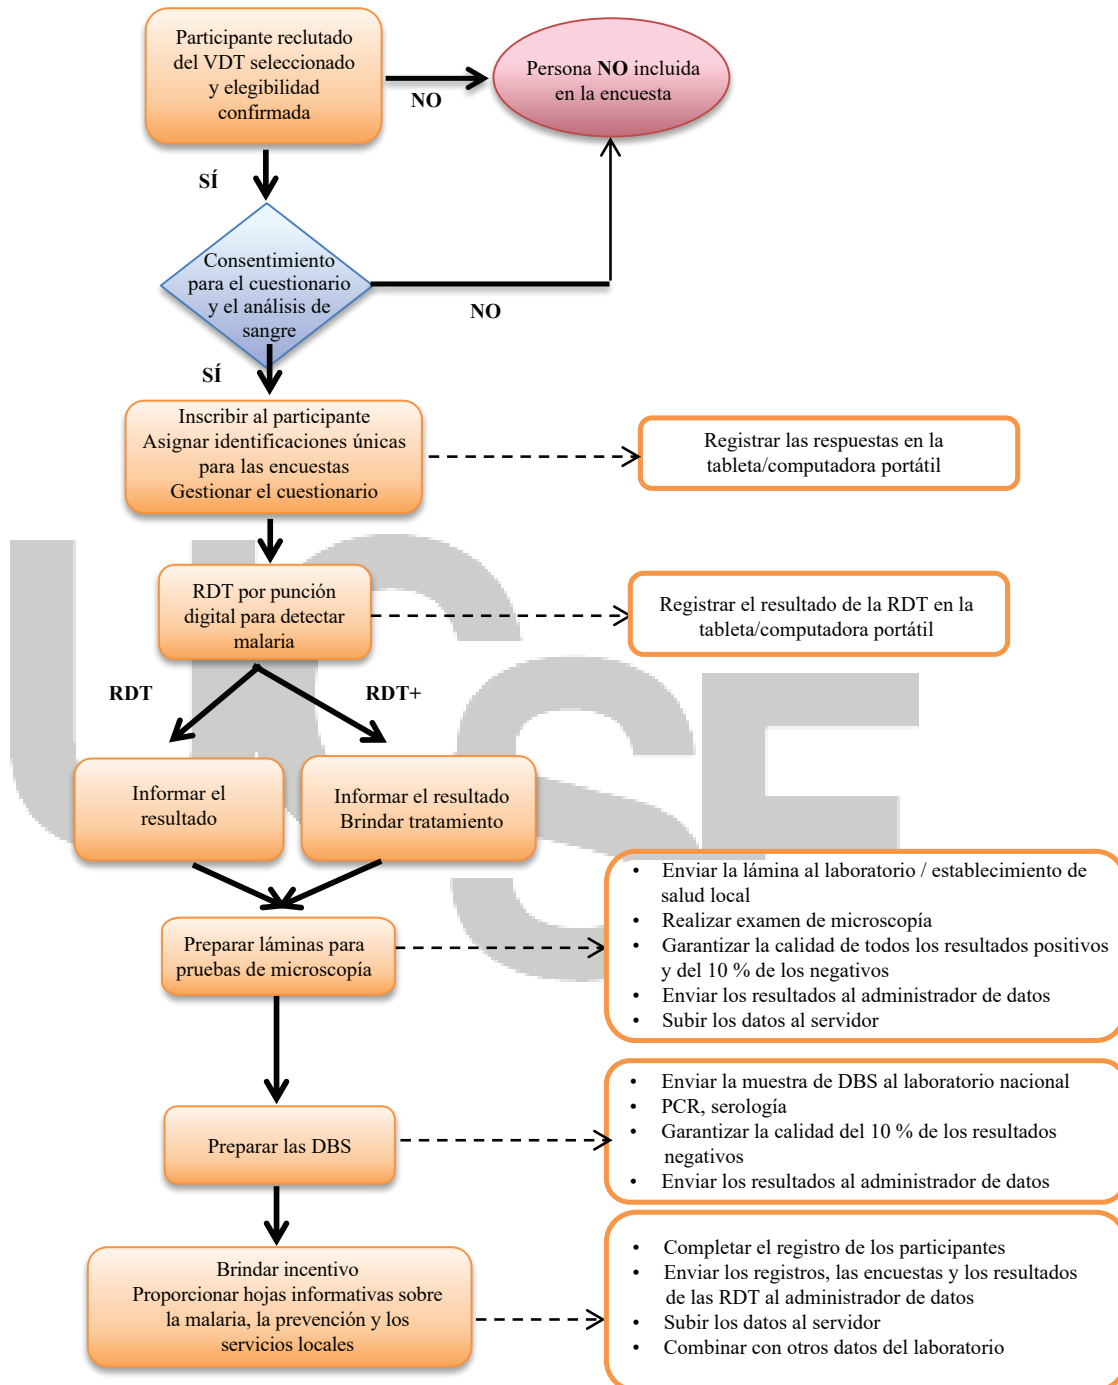 Participante reclutado
del VDT seleccionado
y elegibilidad
confirmada
NO
Persona NO incluida
en la encuesta
SÍ
Consentimiento
para el cuestionario
y el análisis de
sangre
NO
SÍ
Inscribir al participante
Asignar identificaciones únicas
para las encuestas
Gestionar el cuestionario
Registrar las respuestas en la
tableta/computadora portátil
RDT por punción
digital para detectar
malaria
Registrar el resultado de la RDT en la
tableta/computadora portátil
RDT
RDT+
Informar el
resultado
Informar el resultado
Brindar tratamiento
Preparar láminas para
pruebas de microscopía
• Enviar la lámina al laboratorio / establecimiento de
salud local
• Realizar examen de microscopía
• Garantizar la calidad de todos los resultados positivos
y del 10 % de los negativos
• Enviar los resultados al administrador de datos
• Subir los datos al servidor
Preparar las DBS
• Enviar la muestra de DBS al laboratorio nacional
• PCR, serología
• Garantizar la calidad del 10 % de los resultados
negativos
• Enviar los resultados al administrador de datos
Brindar incentivo
Proporcionar hojas informativas sobre
la malaria, la prevención y los
servicios locales
• Completar el registro de los participantes
• Enviar los registros, las encuestas y los resultados
de las RDT al administrador de datos
• Subir los datos al servidor
• Combinar con otros datos del laboratorio
UCSF